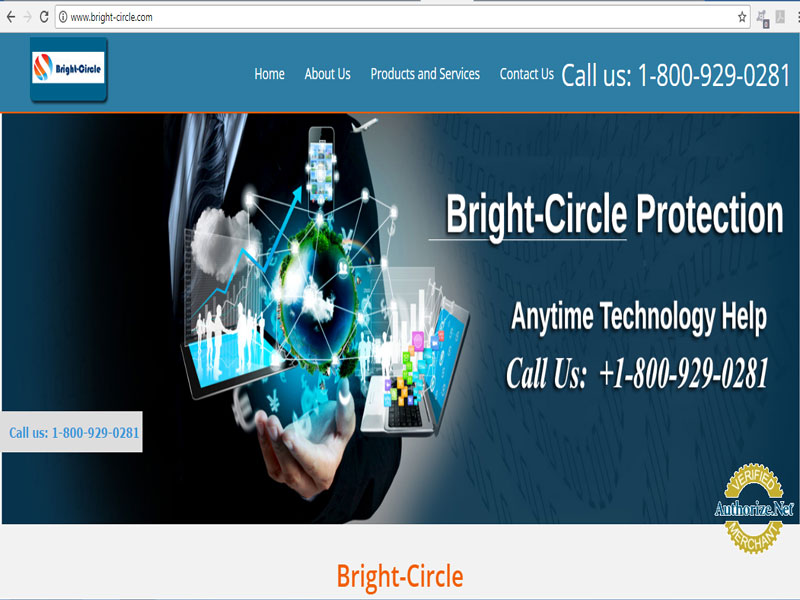 www.bright-circle.com
Bright-Circle
Home About Us Products and Services Contact Us Call us: 1-800-929-0281
Bright-Circle Protection
Anytime Technology Help
Call Us: +1-800-929-0281
Call us: 1-800-929-0281
VERIFIED
Authorize.Net
MERCHANT
Bright-Circle